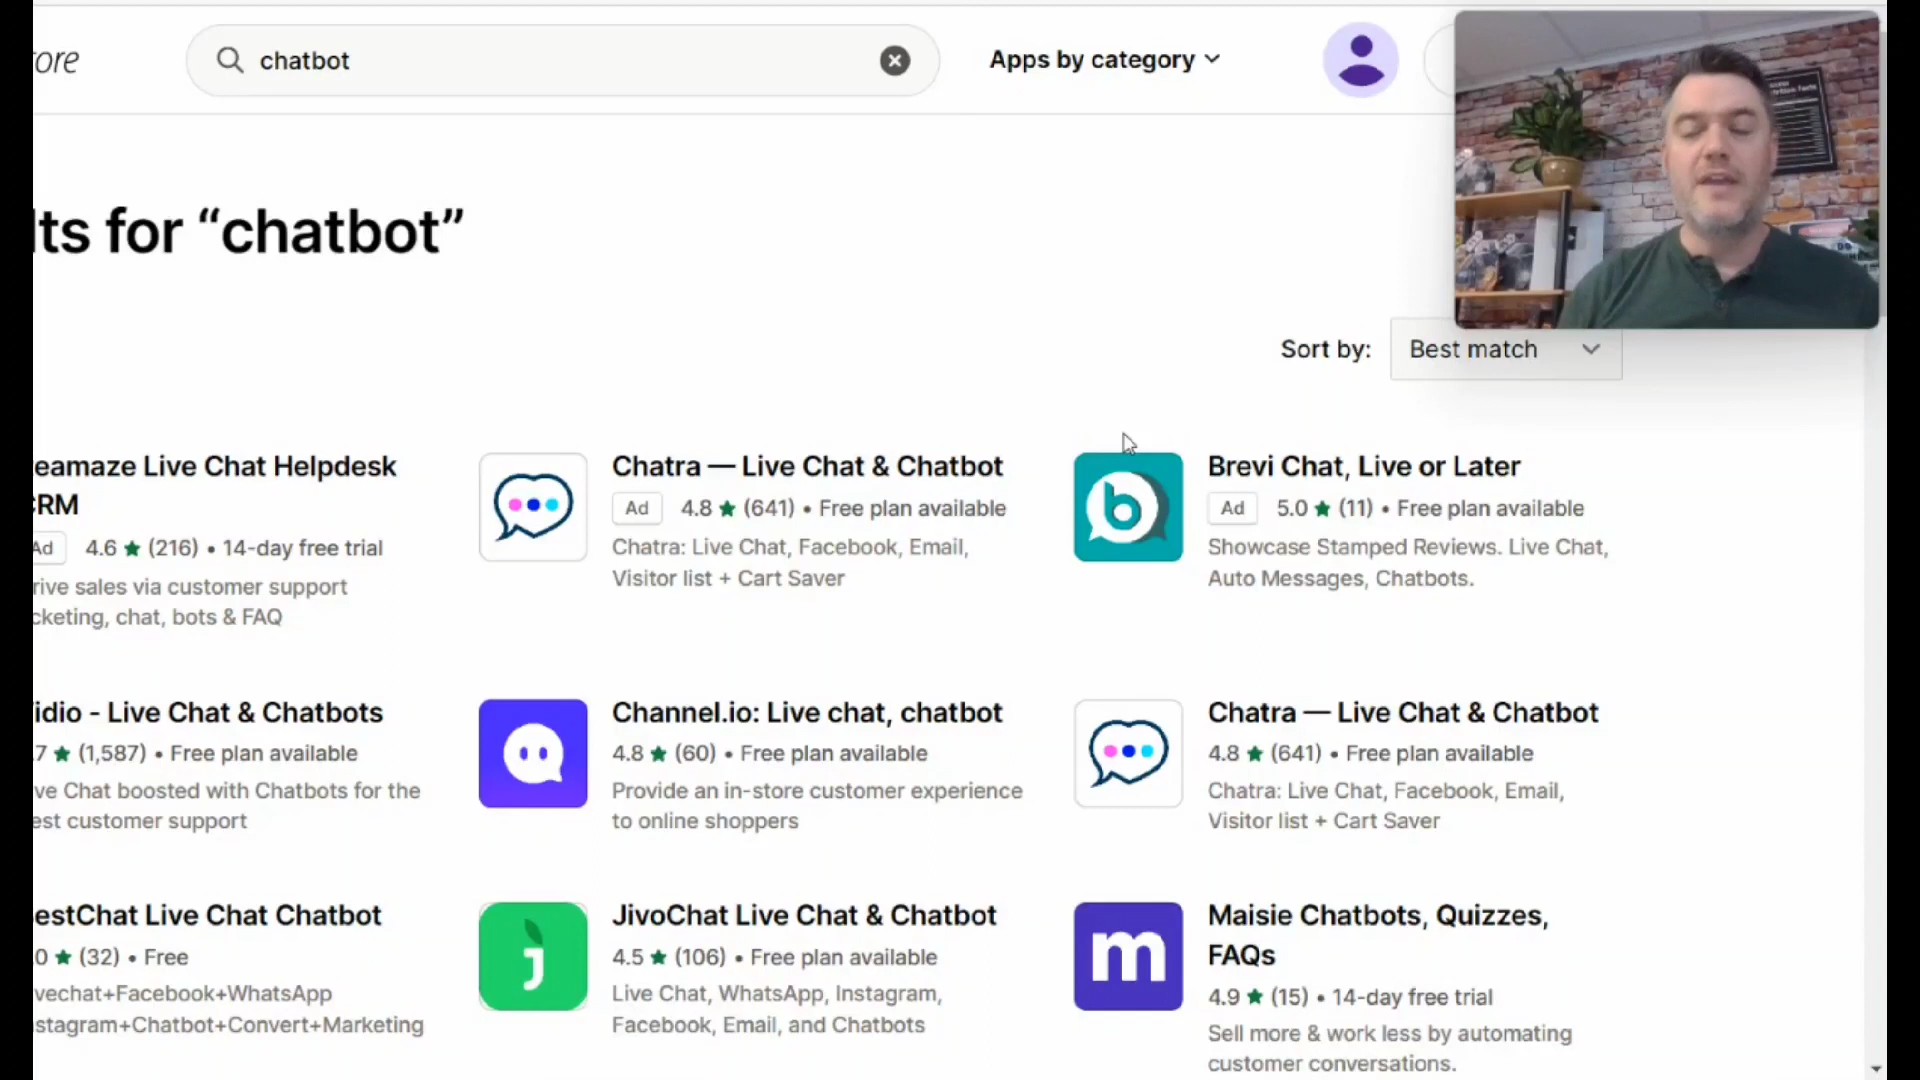 ore
chatbot
Apps by category
lts for “chatbot”
Sort by:
Best match
eamaze Live Chat Helpdesk
CRM
Ad 4.6 ★ (216) • 14-day free trial
rive sales via customer support
cketing, chat, bots & FAQ
Chatra — Live Chat & Chatbot
Ad 4.8 ★ (641) • Free plan available
Chatra: Live Chat, Facebook, Email,
Visitor list + Cart Saver
b
Brevi Chat, Live or Later
Ad 5.0 ★ (11) • Free plan available
Showcase Stamped Reviews. Live Chat,
Auto Messages, Chatbots.
idio - Live Chat & Chatbots
.7 ★ (1,587) • Free plan available
ve Chat boosted with Chatbots for the
est customer support
Channel.io: Live chat, chatbot
4.8 ★ (60) • Free plan available
Provide an in-store customer experience
to online shoppers
Chatra — Live Chat & Chatbot
4.8 ★ (641) • Free plan available
Chatra: Live Chat, Facebook, Email,
Visitor list + Cart Saver
estChat Live Chat Chatbot
.0 ★ (32) • Free
vechat+Facebook+WhatsApp
stagram+Chatbot+Convert+Marketing
J
JivoChat Live Chat & Chatbot
4.5 ★ (106) • Free plan available
Live Chat, WhatsApp, Instagram,
Facebook, Email, and Chatbots
m
Maisie Chatbots, Quizzes,
FAQs
4.9 ★ (15) • 14-day free trial
Sell more & work less by automating
customer conversations.